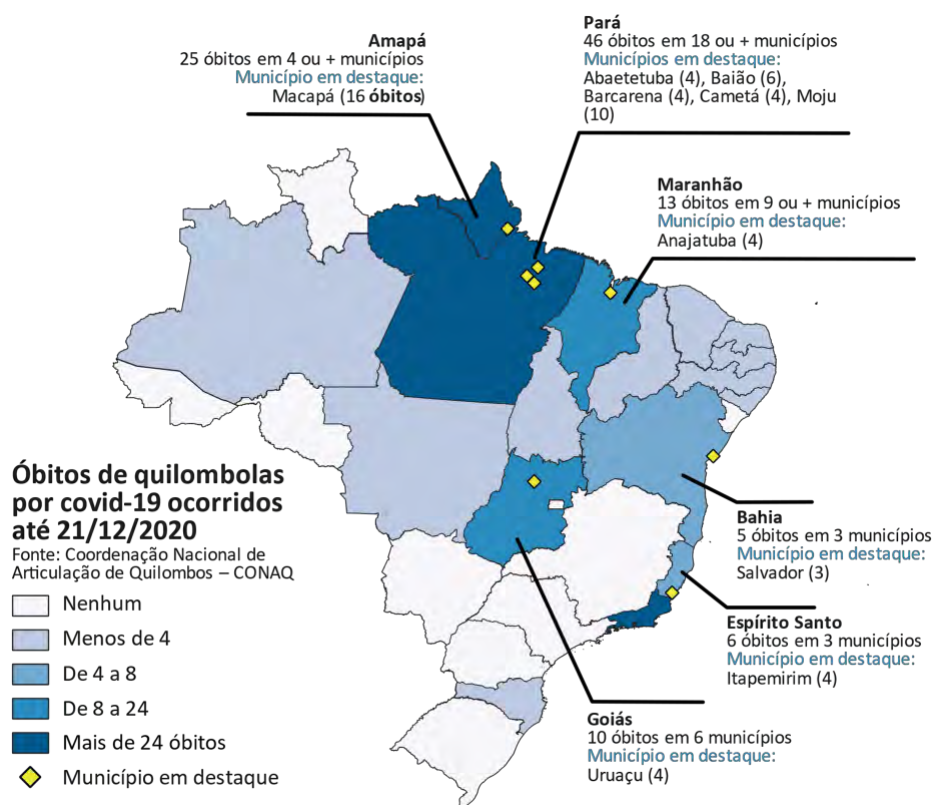 Amapá
25 óbitos em 4 ou + municípios
Município em destaque:
Macapá (16 óbitos)
Pará
46 óbitos em 18 ou + municípios
Municípios em destaque:
Abaetetuba (4), Baião (6),
Barcarena (4), Cametá (4), Moju
(10)
Maranhão
13 óbitos em 9 ou + municípios
Município em destaque:
Anajatuba (4)
Bahia
5 óbitos em 3 municípios
Município em destaque:
Salvador (3)
Espírito Santo
6 óbitos em 3 municípios
Município em destaque:
Itapemirim (4)
Goiás
10 óbitos em 6 municípios
Município em destaque:
Uruaçu (4)
Óbitos de quilombolas
por covid-19 ocorridos
até 21/12/2020
Fonte: Coordenação Nacional de
Articulação de Quilombos – CONAQ
Nenhum
Menos de 4
De 4 a 8
De 8 a 24
Mais de 24 óbitos
Município em destaque